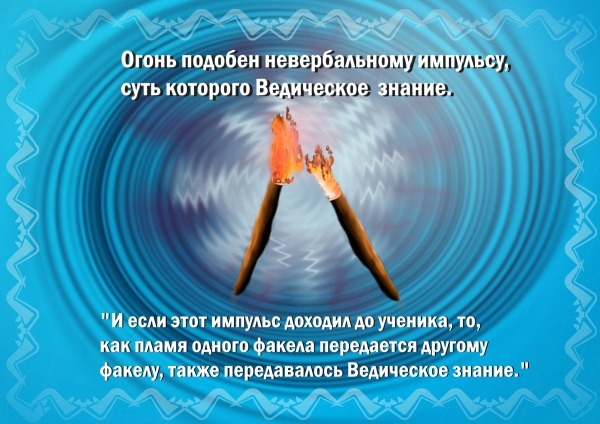 Огонь подобен невербальному импульсу,
суть которого Ведическое знание.
"И если этот импульс доходил до ученика, то,
как пламя одного факела передается другому
факелу, также передавалось Ведическое знание."